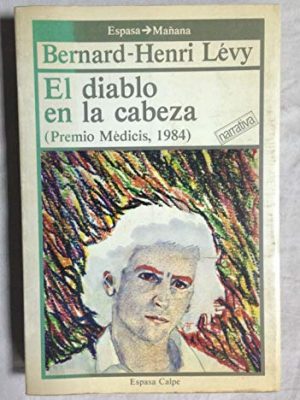 Espasa→Mañana
Bernard-Henri Lévy
El diablo
en la cabeza
(Premio Mèdicis, 1984)
narrativa
Espasa Calpe